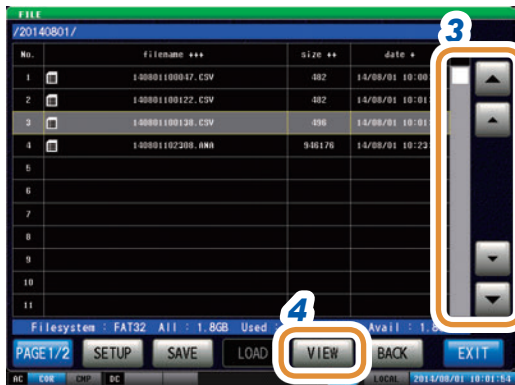 FILE
/20140801/
3
No. filename +++ size ++ date +
1 140801100047.CSV 482 14/08/01 10:00
2 140801100122.CSV 482 14/08/01 10:01
3 140801100138.CSV 496 14/08/01 10:01
4 140801102308.ANA 946176 14/08/01 10:23
5
6
7
8
9
10
11
4
Filesystem : FAT32 All : 1.8GB Used : Avail : 1.8
PAGE1/2 SETUP SAVE LOAD VIEW BACK EXIT
AC COR CMP DC LOCAL 2014/08/01 10:01:54